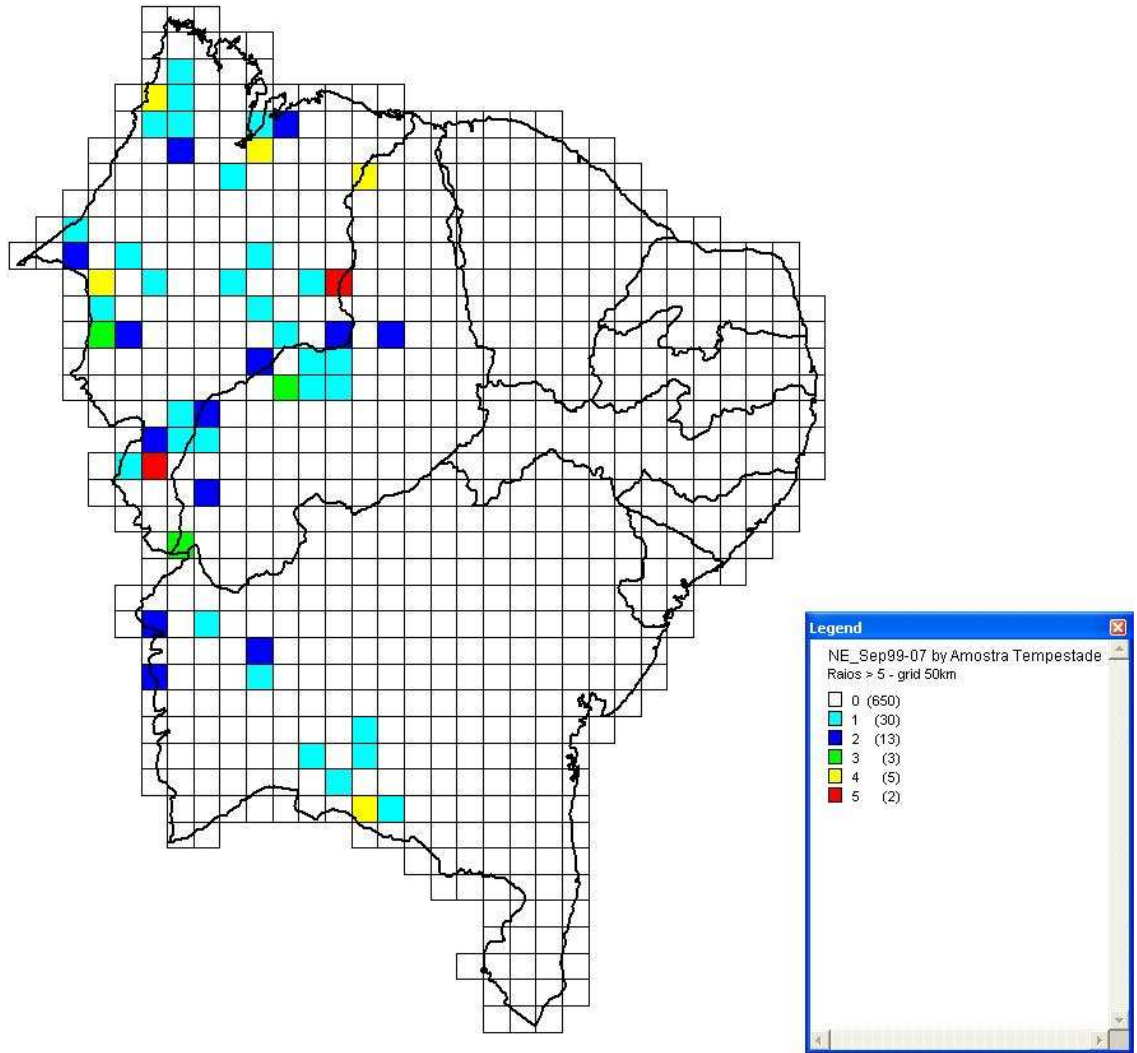 Legend
NE_Sep99-07 by Amostra Tempestade
Raios > 5 - grid 50km
0 (650)
1 (30)
2 (13)
3 (3)
4 (5)
5 (2)